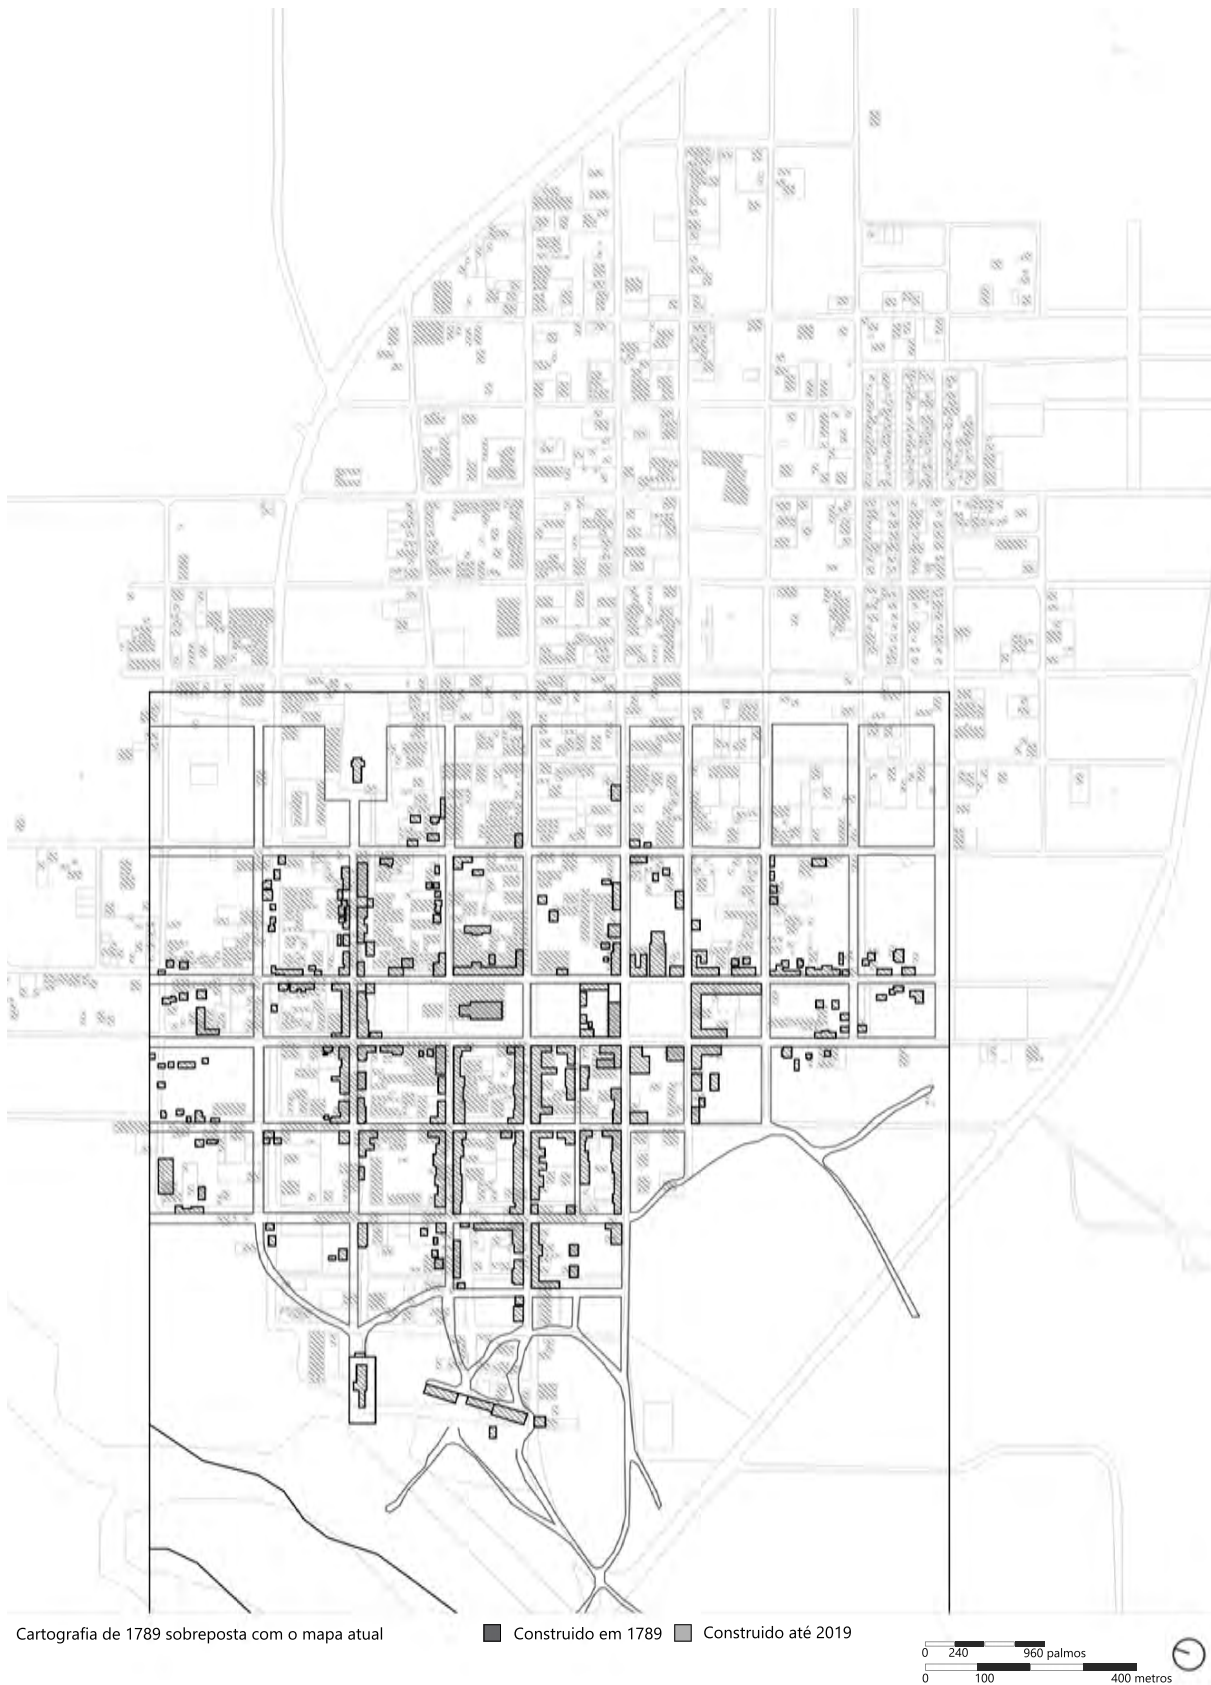 Cartografia de 1789 sobreposta com o mapa atual
Construido em 1789
Construido até 2019
0 240 960 palmos
0 100 400 metros